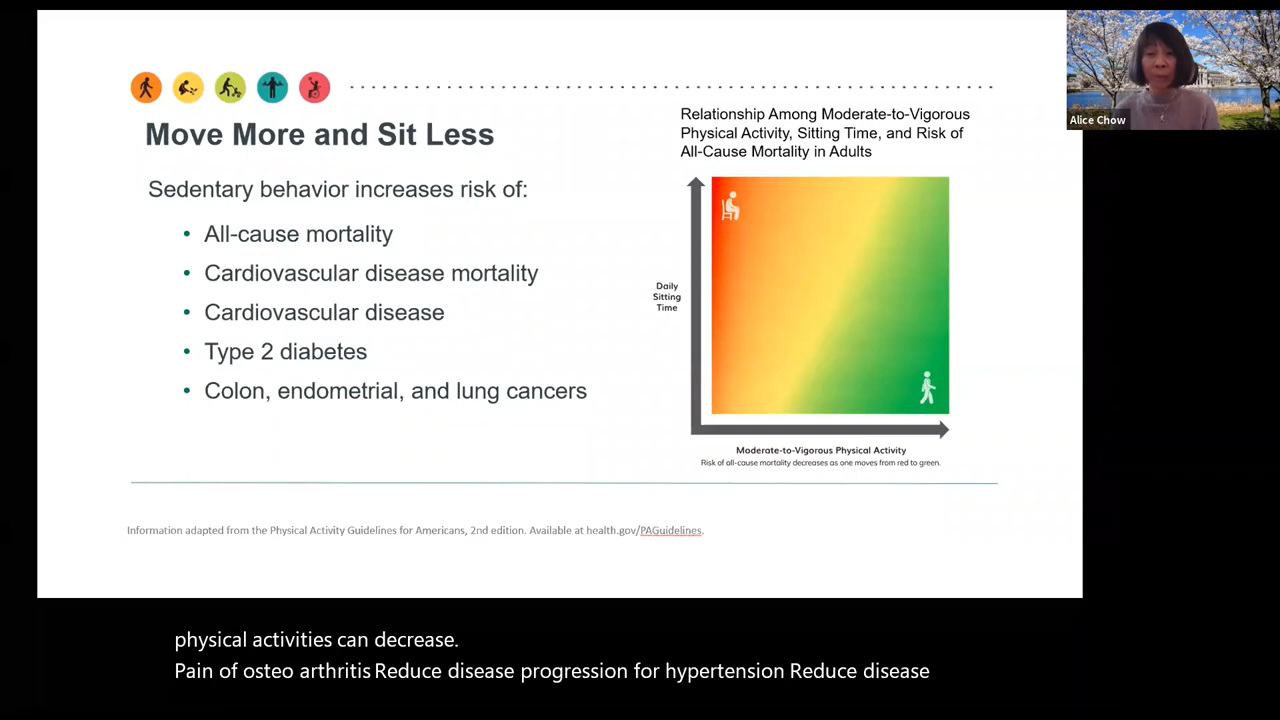 Move More and Sit Less
Sedentary behavior increases risk of:
• All-cause mortality
• Cardiovascular disease mortality
• Cardiovascular disease
• Type 2 diabetes
• Colon, endometrial, and lung cancers
Relationship Among Moderate-to-Vigorous
Physical Activity, Sitting Time, and Risk of
All-Cause Mortality in Adults
Daily
Sitting
Time
Moderate-to-Vigorous Physical Activity
Risk of all-cause mortality decreases as one moves from red to green.
Information adapted from the Physical Activity Guidelines for Americans, 2nd edition. Available at health.gov/PAGuidelines.
Alice Chow
physical activities can decrease.
Pain of osteo arthritis Reduce disease progression for hypertension Reduce disease